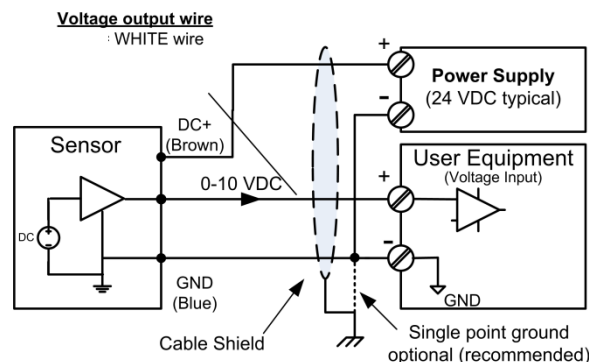 Voltage output wire
: WHITE wire
+
Power Supply
(24 VDC typical)
-
Sensor
DC+
(Brown)
User Equipment
(Voltage Input)
+
0-10 VDC
DC
+
-
-
GND
GND
(Blue)
Cable Shield
Single point ground
optional (recommended)